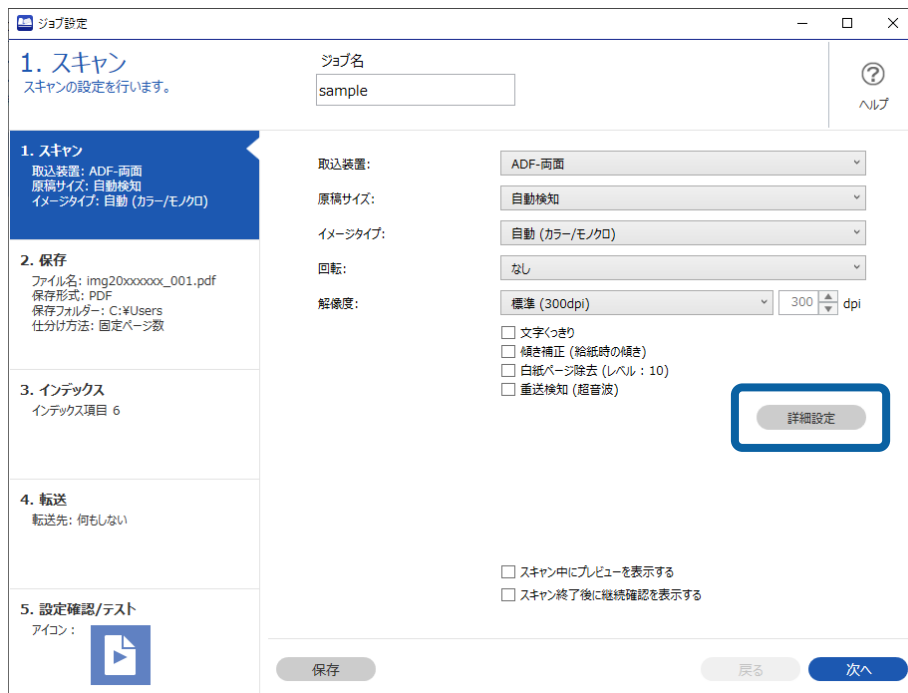 ジョブ設定
1. スキャン
スキャンの設定を行います。
ジョブ名
sample
ヘルプ
1. スキャン
取込装置: ADF-両面
原稿サイズ: 自動検知
イメージタイプ: 自動 (カラー/モノクロ)
2. 保存
ファイル名: img20xxxxxx_001.pdf
保存形式: PDF
保存フォルダー: C:¥Users
仕分け方法: 固定ページ数
3. インデックス
インデックス項目 6
4. 転送
転送先: 何もしない
5. 設定確認/テスト
アイコン :
取込装置: ADF-両面
原稿サイズ: 自動検知
イメージタイプ: 自動 (カラー/モノクロ)
回転: なし
解像度: 標準 (300dpi) 300 dpi
文字くっきり
傾き補正 (給紙時の傾き)
白紙ページ除去 (レベル : 10)
重送検知 (超音波)
詳細設定
スキャン中にプレビューを表示する
スキャン終了後に継続確認を表示する
保存
戻る
次へ